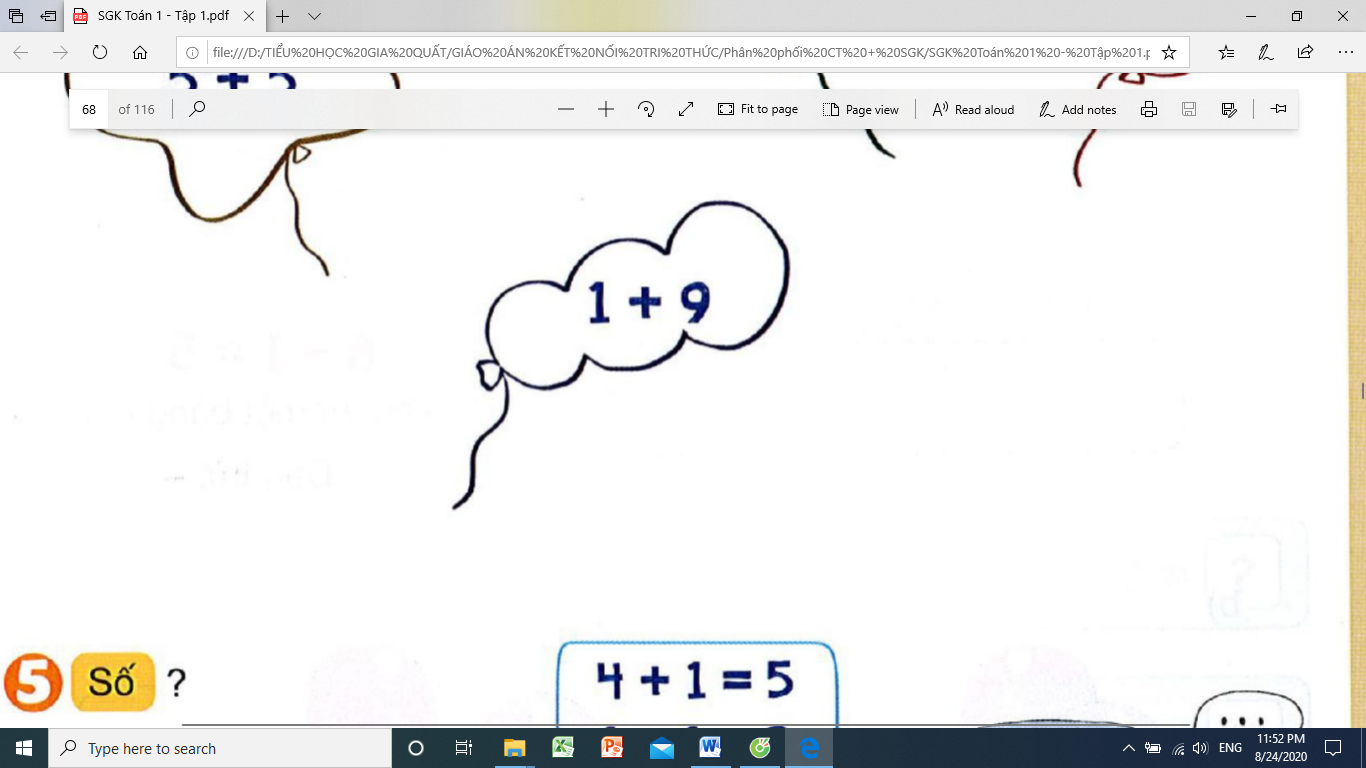 SGK Toán 1 - Tập 1.pdf
file:///D:/TIỂU%20HỌC%20GIA%20QUẤT/GIÁO%20ÁN%20KẾT%20NỐI%20TRI%20THỨC/Phân%20phối%20CT%20+%20SGK/SGK%20Toán%201%20-%20Tập%201.p
68 of 116
Fit to page
Page view
Read aloud
Add notes
1 + 9
5 Số ?
4 + 1 = 5
...
Type here to search
ENG
11:52 PM
8/24/2020